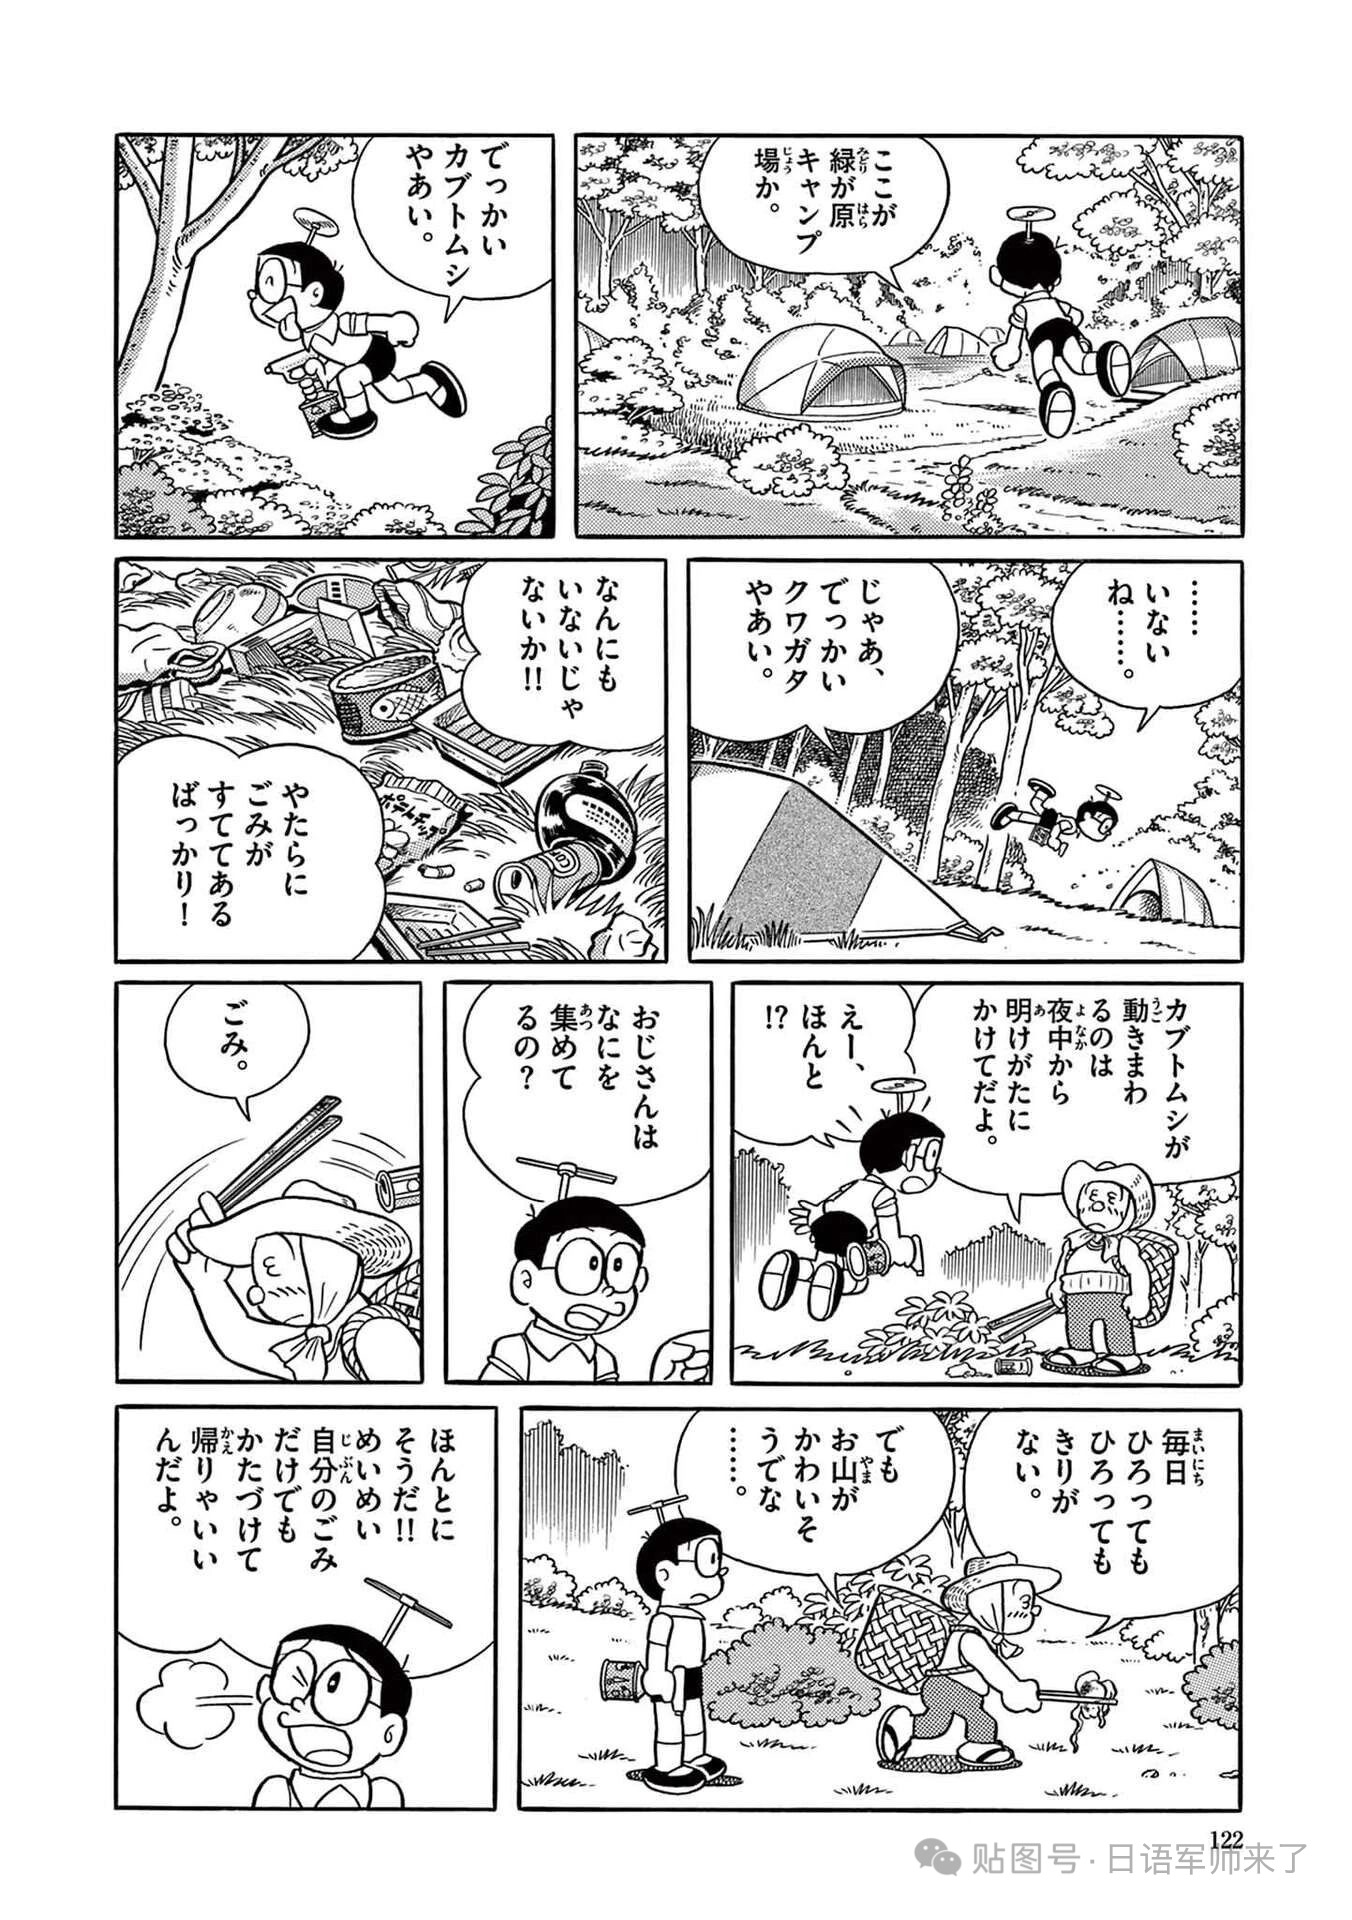 ここが
緑が原
キャンプ
場か。
でっかい
カブトムシ
やあい。
……
いない
ね……。
じゃあ、
でっかい
クワガタ
やあい。
なんにも
いないじゃ
ないか!!
やたらに
ごみが
すててある
ばっかり!
ポテトチップ
カブトムシが
動きまわ
るのは
夜中から
明けがたに
かけてだよ。
えー、
ほんと
!?
おじさんは
なにを
集めて
るの?
ごみ。
毎日
ひろっても
ひろっても
きりが
ない。
でも
お山が
かわいそ
うでな
……。
ほんとに
そうだ!!
めいめい
自分のごみ
だけでも
かたづけて
帰りゃいい
んだよ。
122
贴图号·日语军师来了